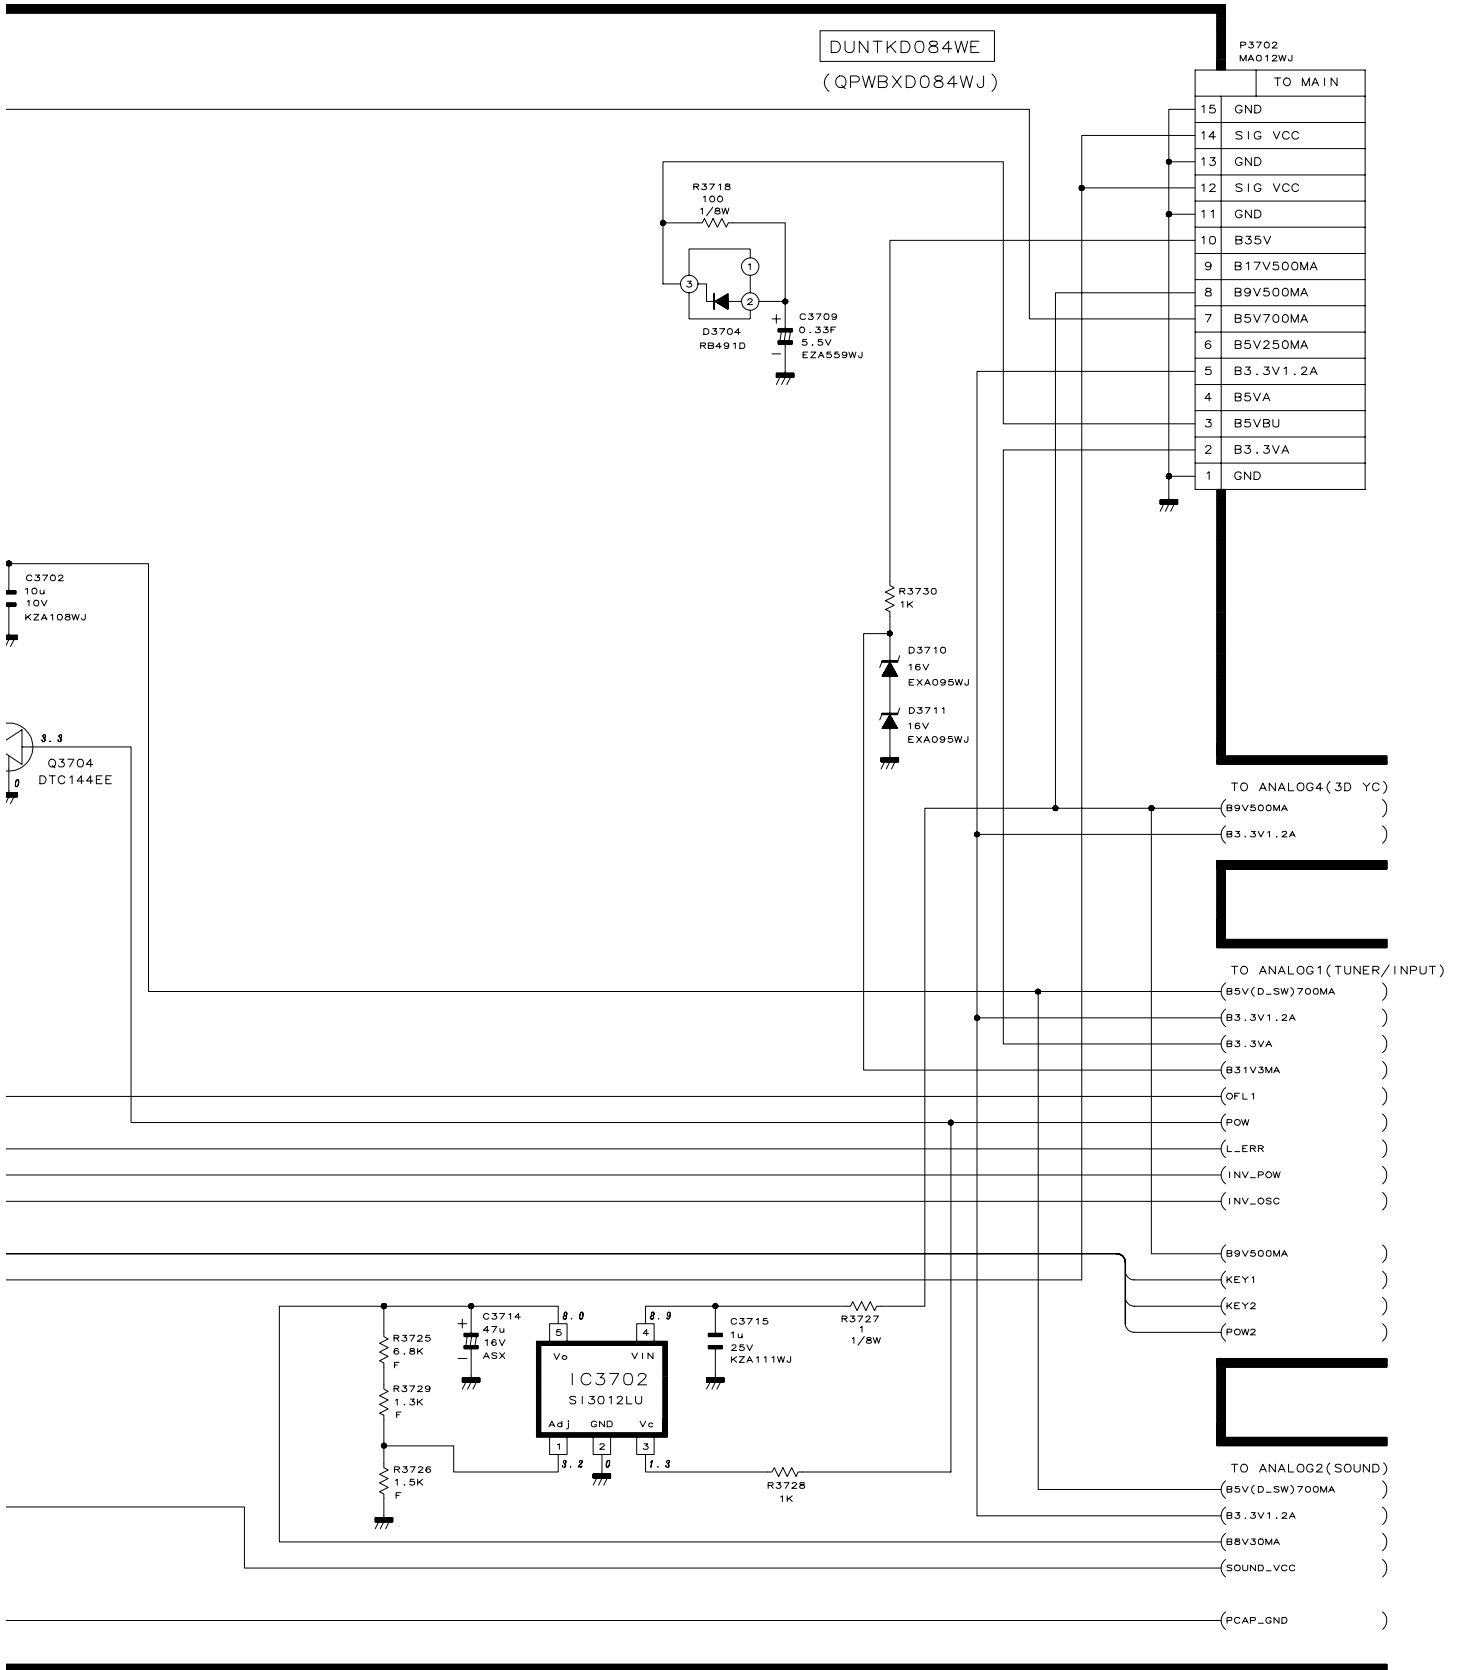 DUNTKD084WE
(QPWBXD084WJ)
P3702
MA012WJ
TO MAIN
15 GND
14 SIG VCC
13 GND
12 SIG VCC
11 GND
10 B35V
9 B17V500MA
8 B9V500MA
7 B5V700MA
6 B5V250MA
5 B3.3V1.2A
4 B5VA
3 B5VBU
2 B3.3VA
1 GND
R3718
100
1/8W
1
3
2
D3704
RB491D
+
C3709
0.33F
5.5V
EZA559WJ
−
C3702
10u
10V
KZA108WJ
R3730
1K
D3710
16V
EXA095WJ
D3711
16V
EXA095WJ
3.3
Q3704
DTC144EE
0
TO ANALOG4(3D YC)
(B9V500MA )
(B3.3V1.2A )
TO ANALOG1(TUNER/INPUT)
(B5V(D_SW)700MA )
(B3.3V1.2A )
(B3.3VA )
(B31V3MA )
(OFL1 )
(POW )
(L_ERR )
(INV_POW )
(INV_OSC )
(B9V500MA )
(KEY1 )
(KEY2 )
(POW2 )
R3725
6.8K
F
R3729
1.3K
F
R3726
1.5K
F
+
C3714
47u
16V
ASX
−
8.0
5
Vo
8.9
4
VIN
IC3702
SI3012LU
Adj GND Vc
1 2 3
3.2 0 1.3
C3715
1u
25V
KZA111WJ
R3727
1
1/8W
R3728
1K
TO ANALOG2(SOUND)
(B5V(D_SW)700MA )
(B3.3V1.2A )
(B8V30MA )
(SOUND_VCC )
(PCAP_GND )